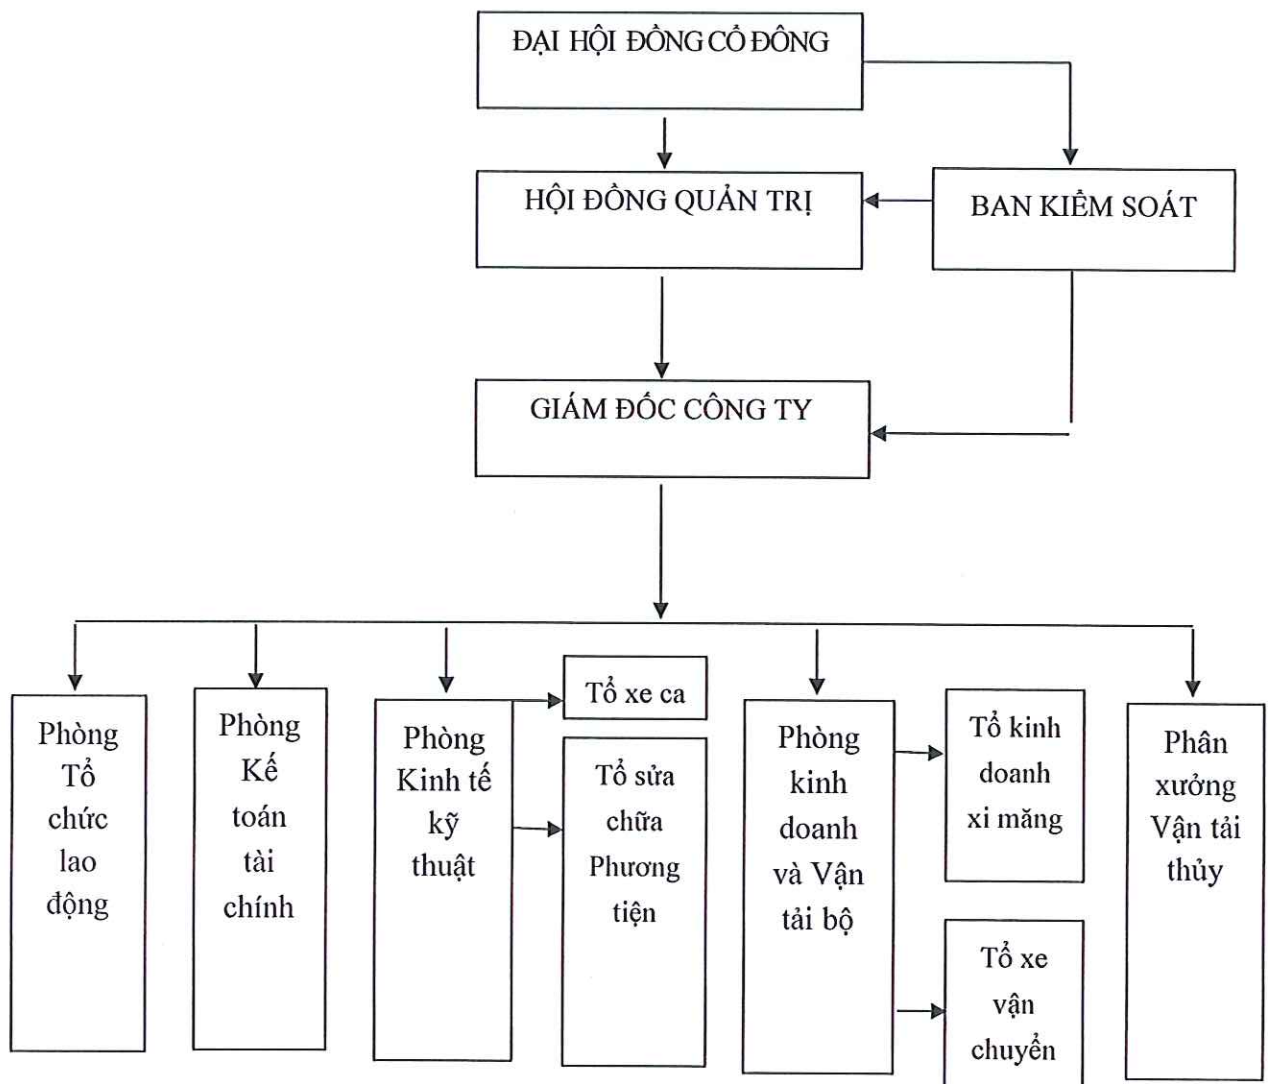 ĐẠI HỘI ĐỒNG CỔ ĐÔNG
HỘI ĐỒNG QUẢN TRỊ
BAN KIỂM SOÁT
GIÁM ĐỐC CÔNG TY
Phòng
Tổ
chức
lao
động
Phòng
Kế
toán
tài
chính
Phòng
Kinh tế
kỹ
thuật
Tổ xe ca
Tổ sửa
chữa
Phương
tiện
Phòng
kinh
doanh
và Vận
tải bộ
Tổ kinh
doanh
xi măng
Tổ xe
vận
chuyển
Phân
xưởng
Vận tải
thủy